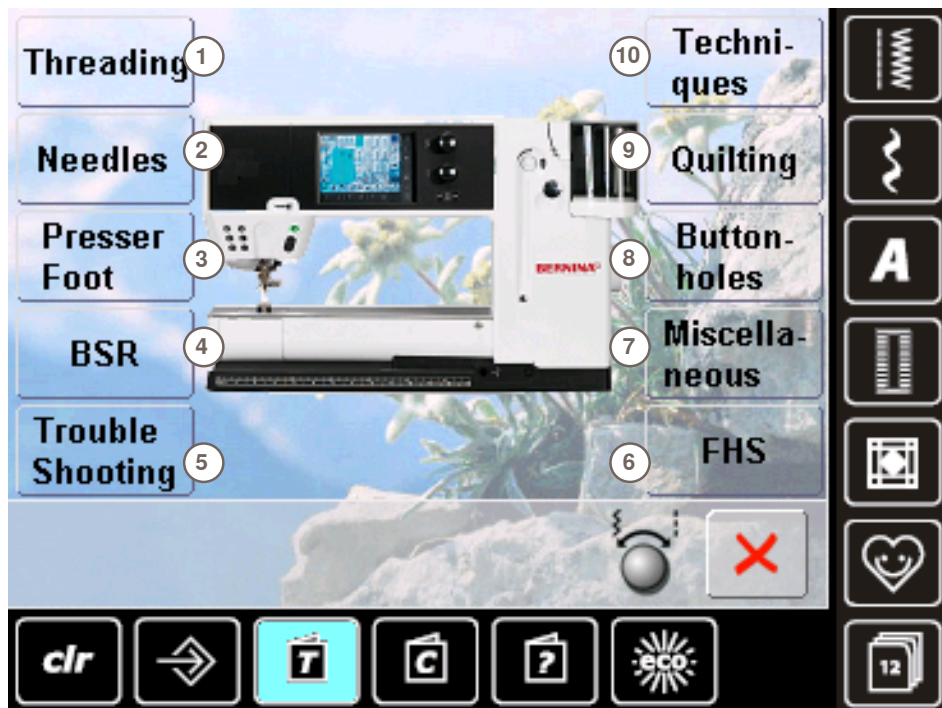 Threading 1
Needles 2
Presser
Foot 3
BSR 4
Trouble
Shooting 5
10 Techni-
ques
9 Quilting
8 Button-
holes
7 Miscella-
neous
6 FHS
BERNINA
A
12
clr
T
C
?
eco